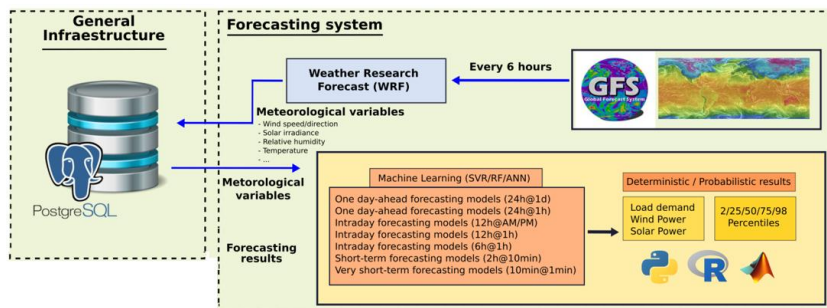 General
Infraestructure
PostgreSQL
Forecasting system
Weather Research
Forecast (WRF)
Every 6 hours
GFS
Global Forecast System
Meteorological variables
- Wind speed/direction
- Solar irradiance
- Relative humidity
- Temperature
- ...
Metorological
variables
Forecasting
results
Machine Learning (SVR/RF/ANN)
One day-ahead forecasting models (24h@1d)
One day-ahead forecasting models (24h@1h)
Intraday forecasting models (12h@AM/PM)
Intraday forecasting models (12h@1h)
Intraday forecasting models (6h@1h)
Short-term forecasting models (2h@10min)
Very short-term forecasting models (10min@1min)
Deterministic / Probabilistic results
Load demand
Wind Power
Solar Power
2/25/50/75/98
Percentiles
R